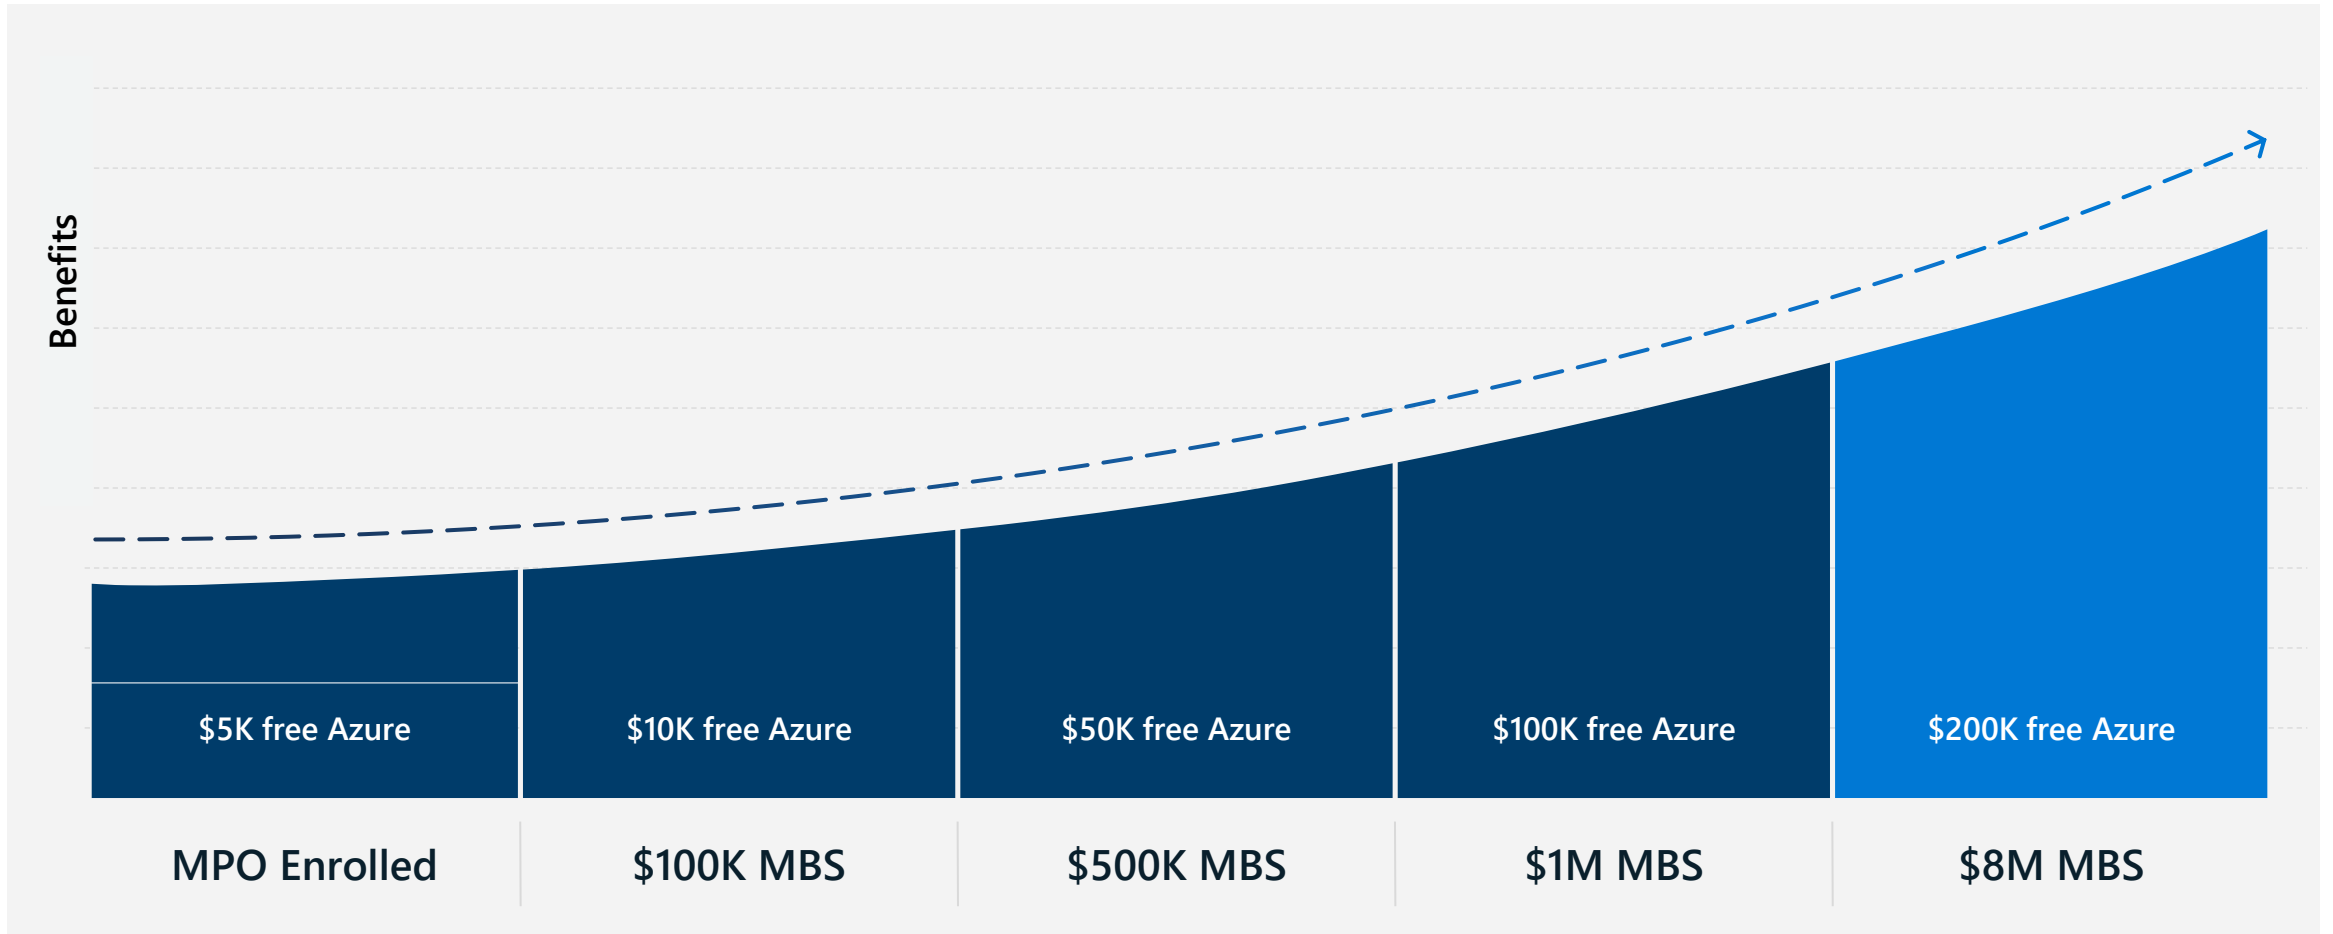 Benefits
$5K free Azure
$10K free Azure
$50K free Azure
$100K free Azure
$200K free Azure
MPO Enrolled
$100K MBS
$500K MBS
$1M MBS
$8M MBS